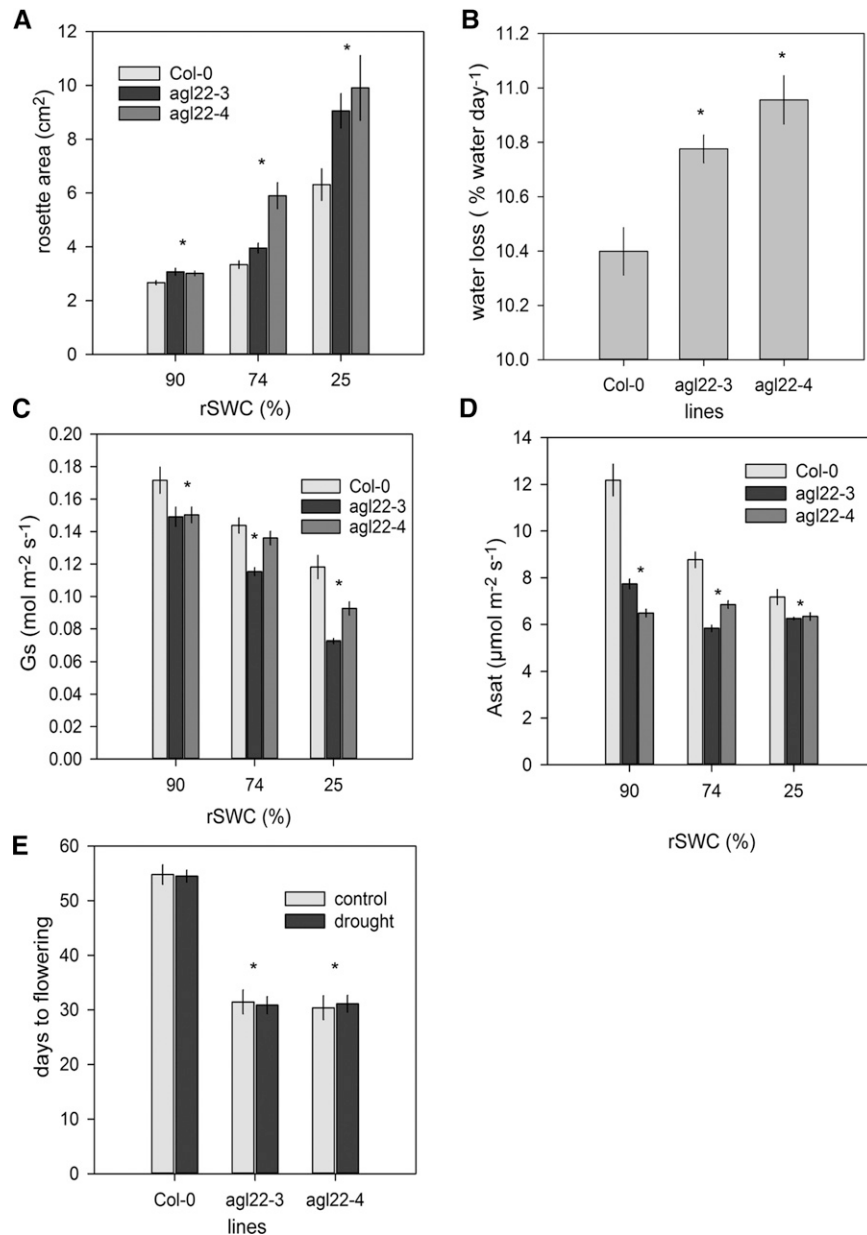 A
rosette area (cm²)
12
10
8
6
4
2
0
Col-0
agl22-3
agl22-4
*
*
*
90 74 25
rSWC (%)
B
water loss ( % water day⁻¹)
11.2
11.0
10.8
10.6
10.4
10.2
10.0
*
*
Col-0 agl22-3 agl22-4
lines
C
Gs (mol m⁻² s⁻¹)
0.20
0.18
0.16
0.14
0.12
0.10
0.08
0.06
0.04
0.02
0.00
Col-0
agl22-3
agl22-4
*
*
*
90 74 25
rSWC (%)
D
Asat (µmol m⁻² s⁻¹)
14
12
10
8
6
4
2
0
Col-0
agl22-3
agl22-4
*
*
*
90 74 25
rSWC (%)
E
days to flowering
60
50
40
30
20
10
0
control
drought
*
*
Col-0 agl22-3 agl22-4
lines